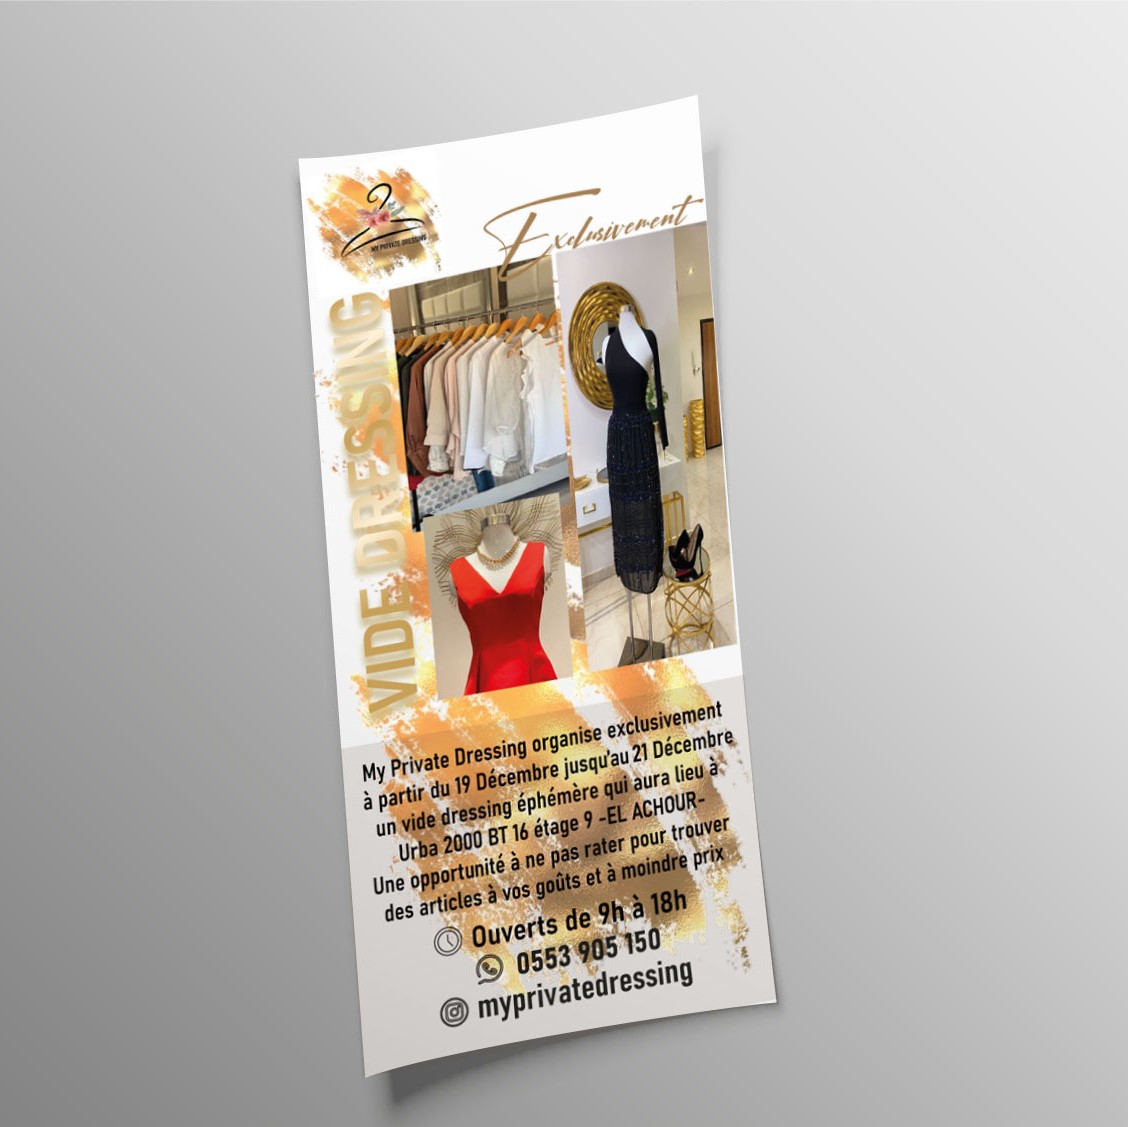 MY PRIVATE DRESSING
Exclusivement
VIDE DRESSING
My Private Dressing organise exclusivement
à partir du 19 Décembre jusqu'au 21 Décembre
un vide dressing éphémère qui aura lieu à
Urba 2000 BT 16 étage 9 -EL ACHOUR-
Une opportunité à ne pas rater pour trouver
des articles à vos goûts et à moindre prix
Ouverts de 9h à 18h
0553 905 150
myprivatedressing